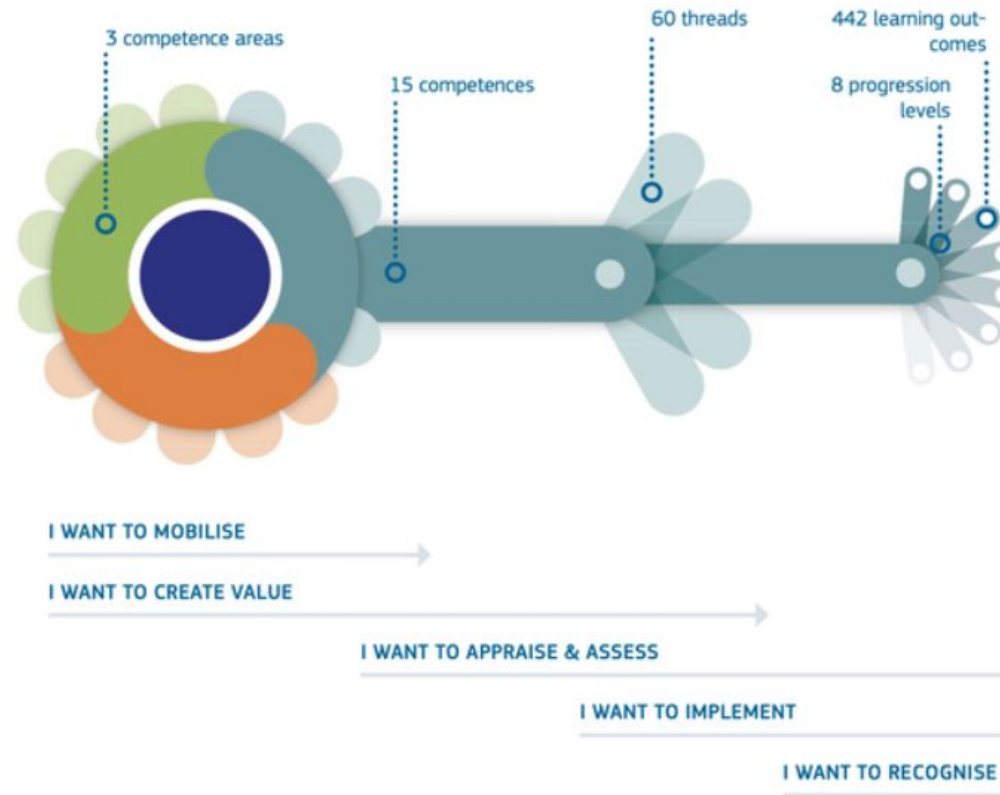 3 competence areas
15 competences
60 threads
442 learning out-
comes
8 progression
levels
I WANT TO MOBILISE
I WANT TO CREATE VALUE
I WANT TO APPRAISE & ASSESS
I WANT TO IMPLEMENT
I WANT TO RECOGNISE